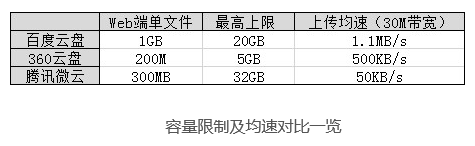 Web端单文件 最高上限 上传均速（30M带宽）
百度云盘 1GB 20GB 1.1MB/s
360云盘 200M 5GB 500KB/s
腾讯微云 300MB 32GB 50KB/s
容量限制及均速对比一览